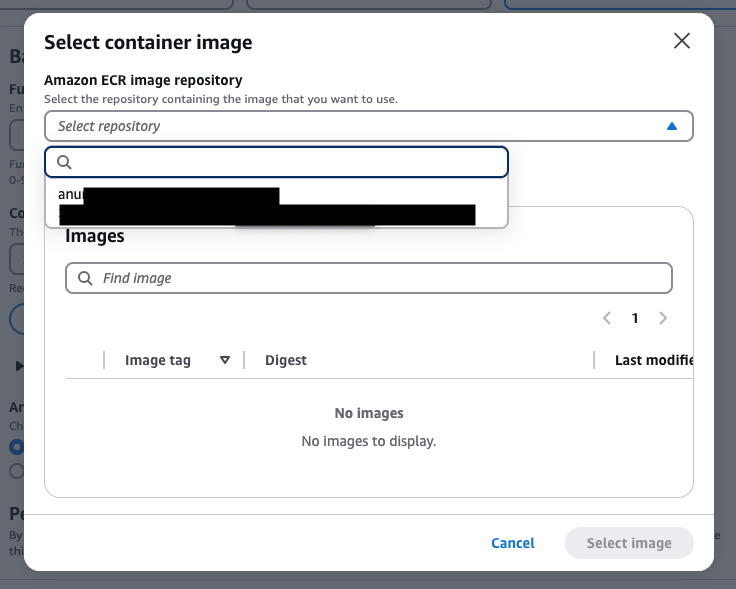 Select container image
Amazon ECR image repository
Select the repository containing the image that you want to use.
Select repository
Images
Find image
1
Image tag
Digest
Last modifie
No images
No images to display.
Cancel
Select image